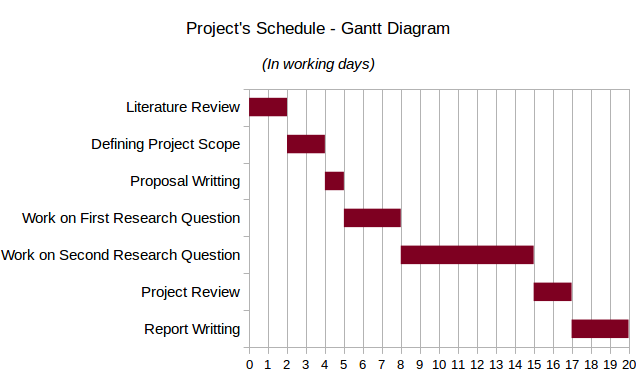 Project's Schedule - Gantt Diagram
(In working days)
Literature Review
Defining Project Scope
Proposal Writting
Work on First Research Question
Work on Second Research Question
Project Review
Report Writting
0 1 2 3 4 5 6 7 8 9 10 11 12 13 14 15 16 17 18 19 20